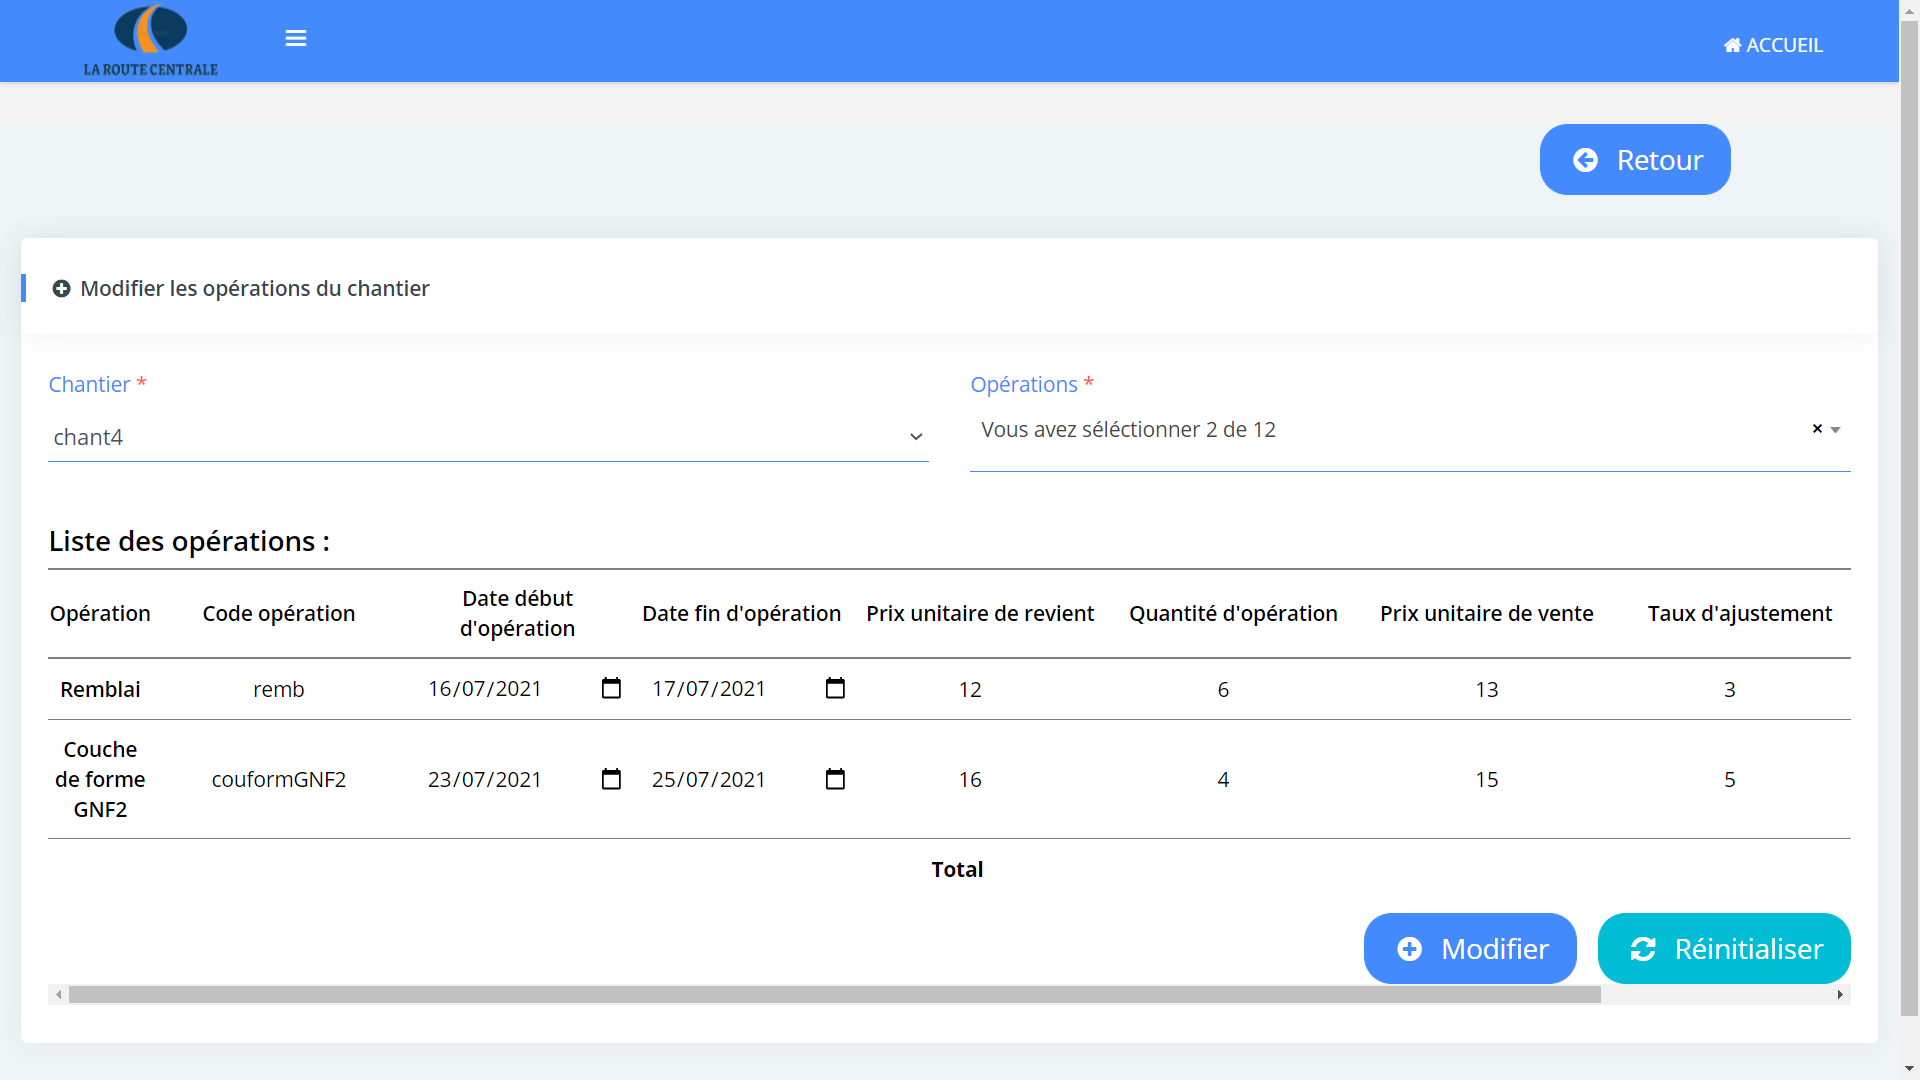 LA ROUTE CENTRALE
ACCUEIL
Retour
Modifier les opérations du chantier
Chantier *
Opérations *
chant4
Vous avez séléctionner 2 de 12
×
Liste des opérations :
Opération Code opération Date début d'opération Date fin d'opération Prix unitaire de revient Quantité d'opération Prix unitaire de vente Taux d'ajustement
Remblai remb 16/07/2021 17/07/2021 12 6 13 3
Couche de forme GNF2 couformGNF2 23/07/2021 25/07/2021 16 4 15 5
Total
Modifier Réinitialiser